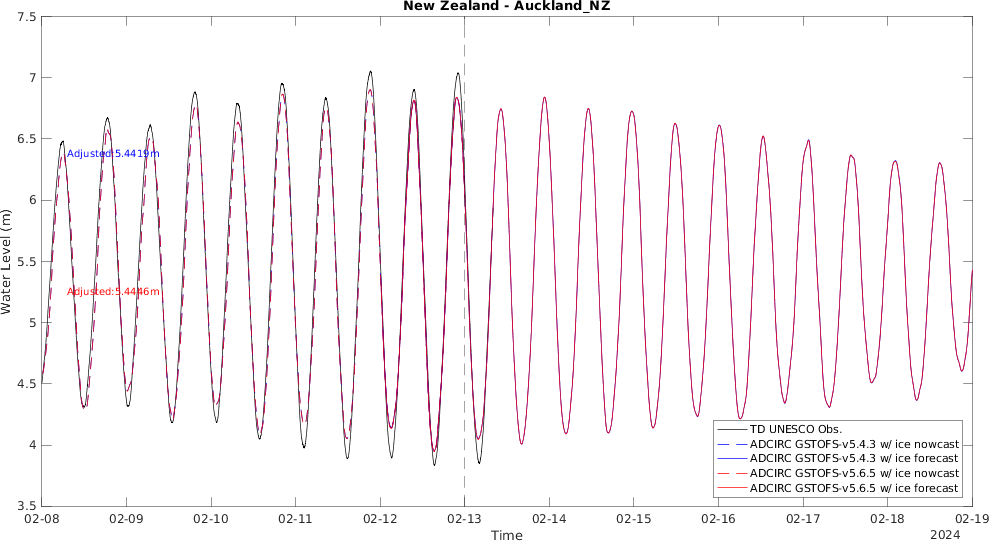 New Zealand - Auckland_NZ
7.5
7
6.5
Adjusted:5.4419m
6
Water Level (m)
5.5
Adjusted:5.4446m
5
4.5
4
3.5
TD UNESCO Obs.
ADCIRC GSTOFS-v5.4.3 w/ ice nowcast
ADCIRC GSTOFS-v5.4.3 w/ ice forecast
ADCIRC GSTOFS-v5.6.5 w/ ice nowcast
ADCIRC GSTOFS-v5.6.5 w/ ice forecast
02-08 02-09 02-10 02-11 02-12 02-13 02-14 02-15 02-16 02-17 02-18 02-19
Time
2024